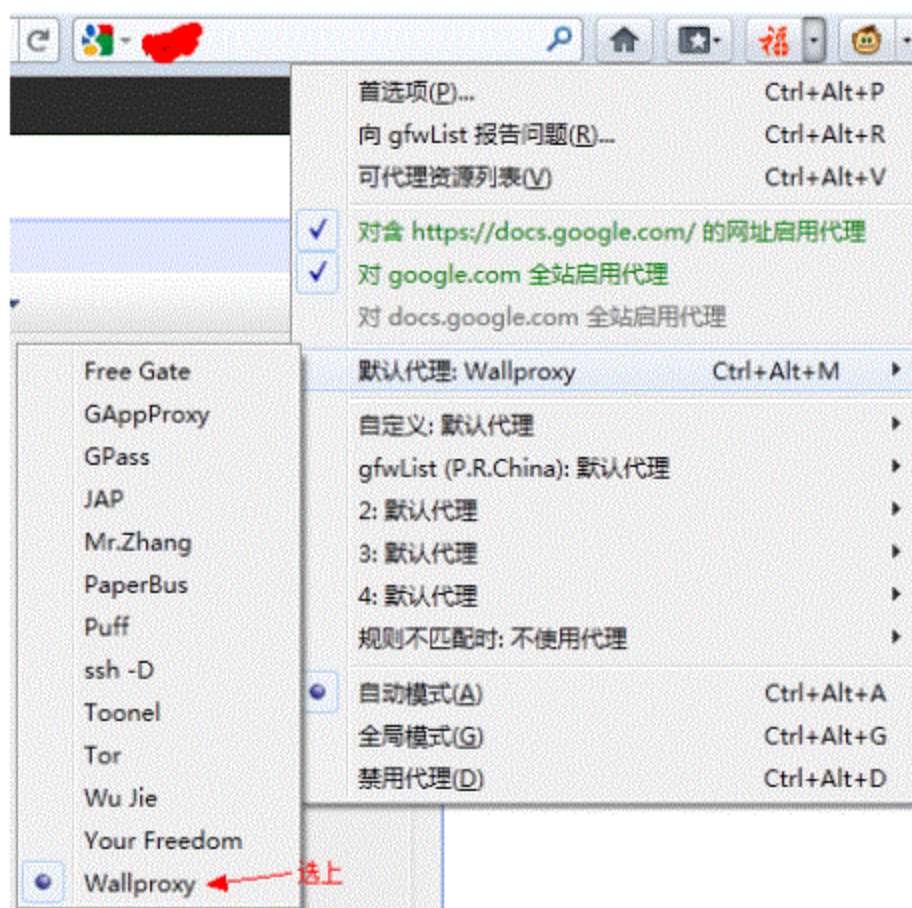 福
首选项(P)... Ctrl+Alt+P
向 gfwList 报告问题(R)... Ctrl+Alt+R
可代理资源列表(V) Ctrl+Alt+V
对含 https://docs.google.com/ 的网址启用代理
对 google.com 全站启用代理
对 docs.google.com 全站启用代理
默认代理: Wallproxy Ctrl+Alt+M
自定义: 默认代理
gfwList (P.R.China): 默认代理
2: 默认代理
3: 默认代理
4: 默认代理
规则不匹配时: 不使用代理
自动模式(A) Ctrl+Alt+A
全局模式(G) Ctrl+Alt+G
禁用代理(D) Ctrl+Alt+D
Free Gate
GAppProxy
GPass
JAP
Mr.Zhang
PaperBus
Puff
ssh -D
Toonel
Tor
Wu Jie
Your Freedom
Wallproxy 选上